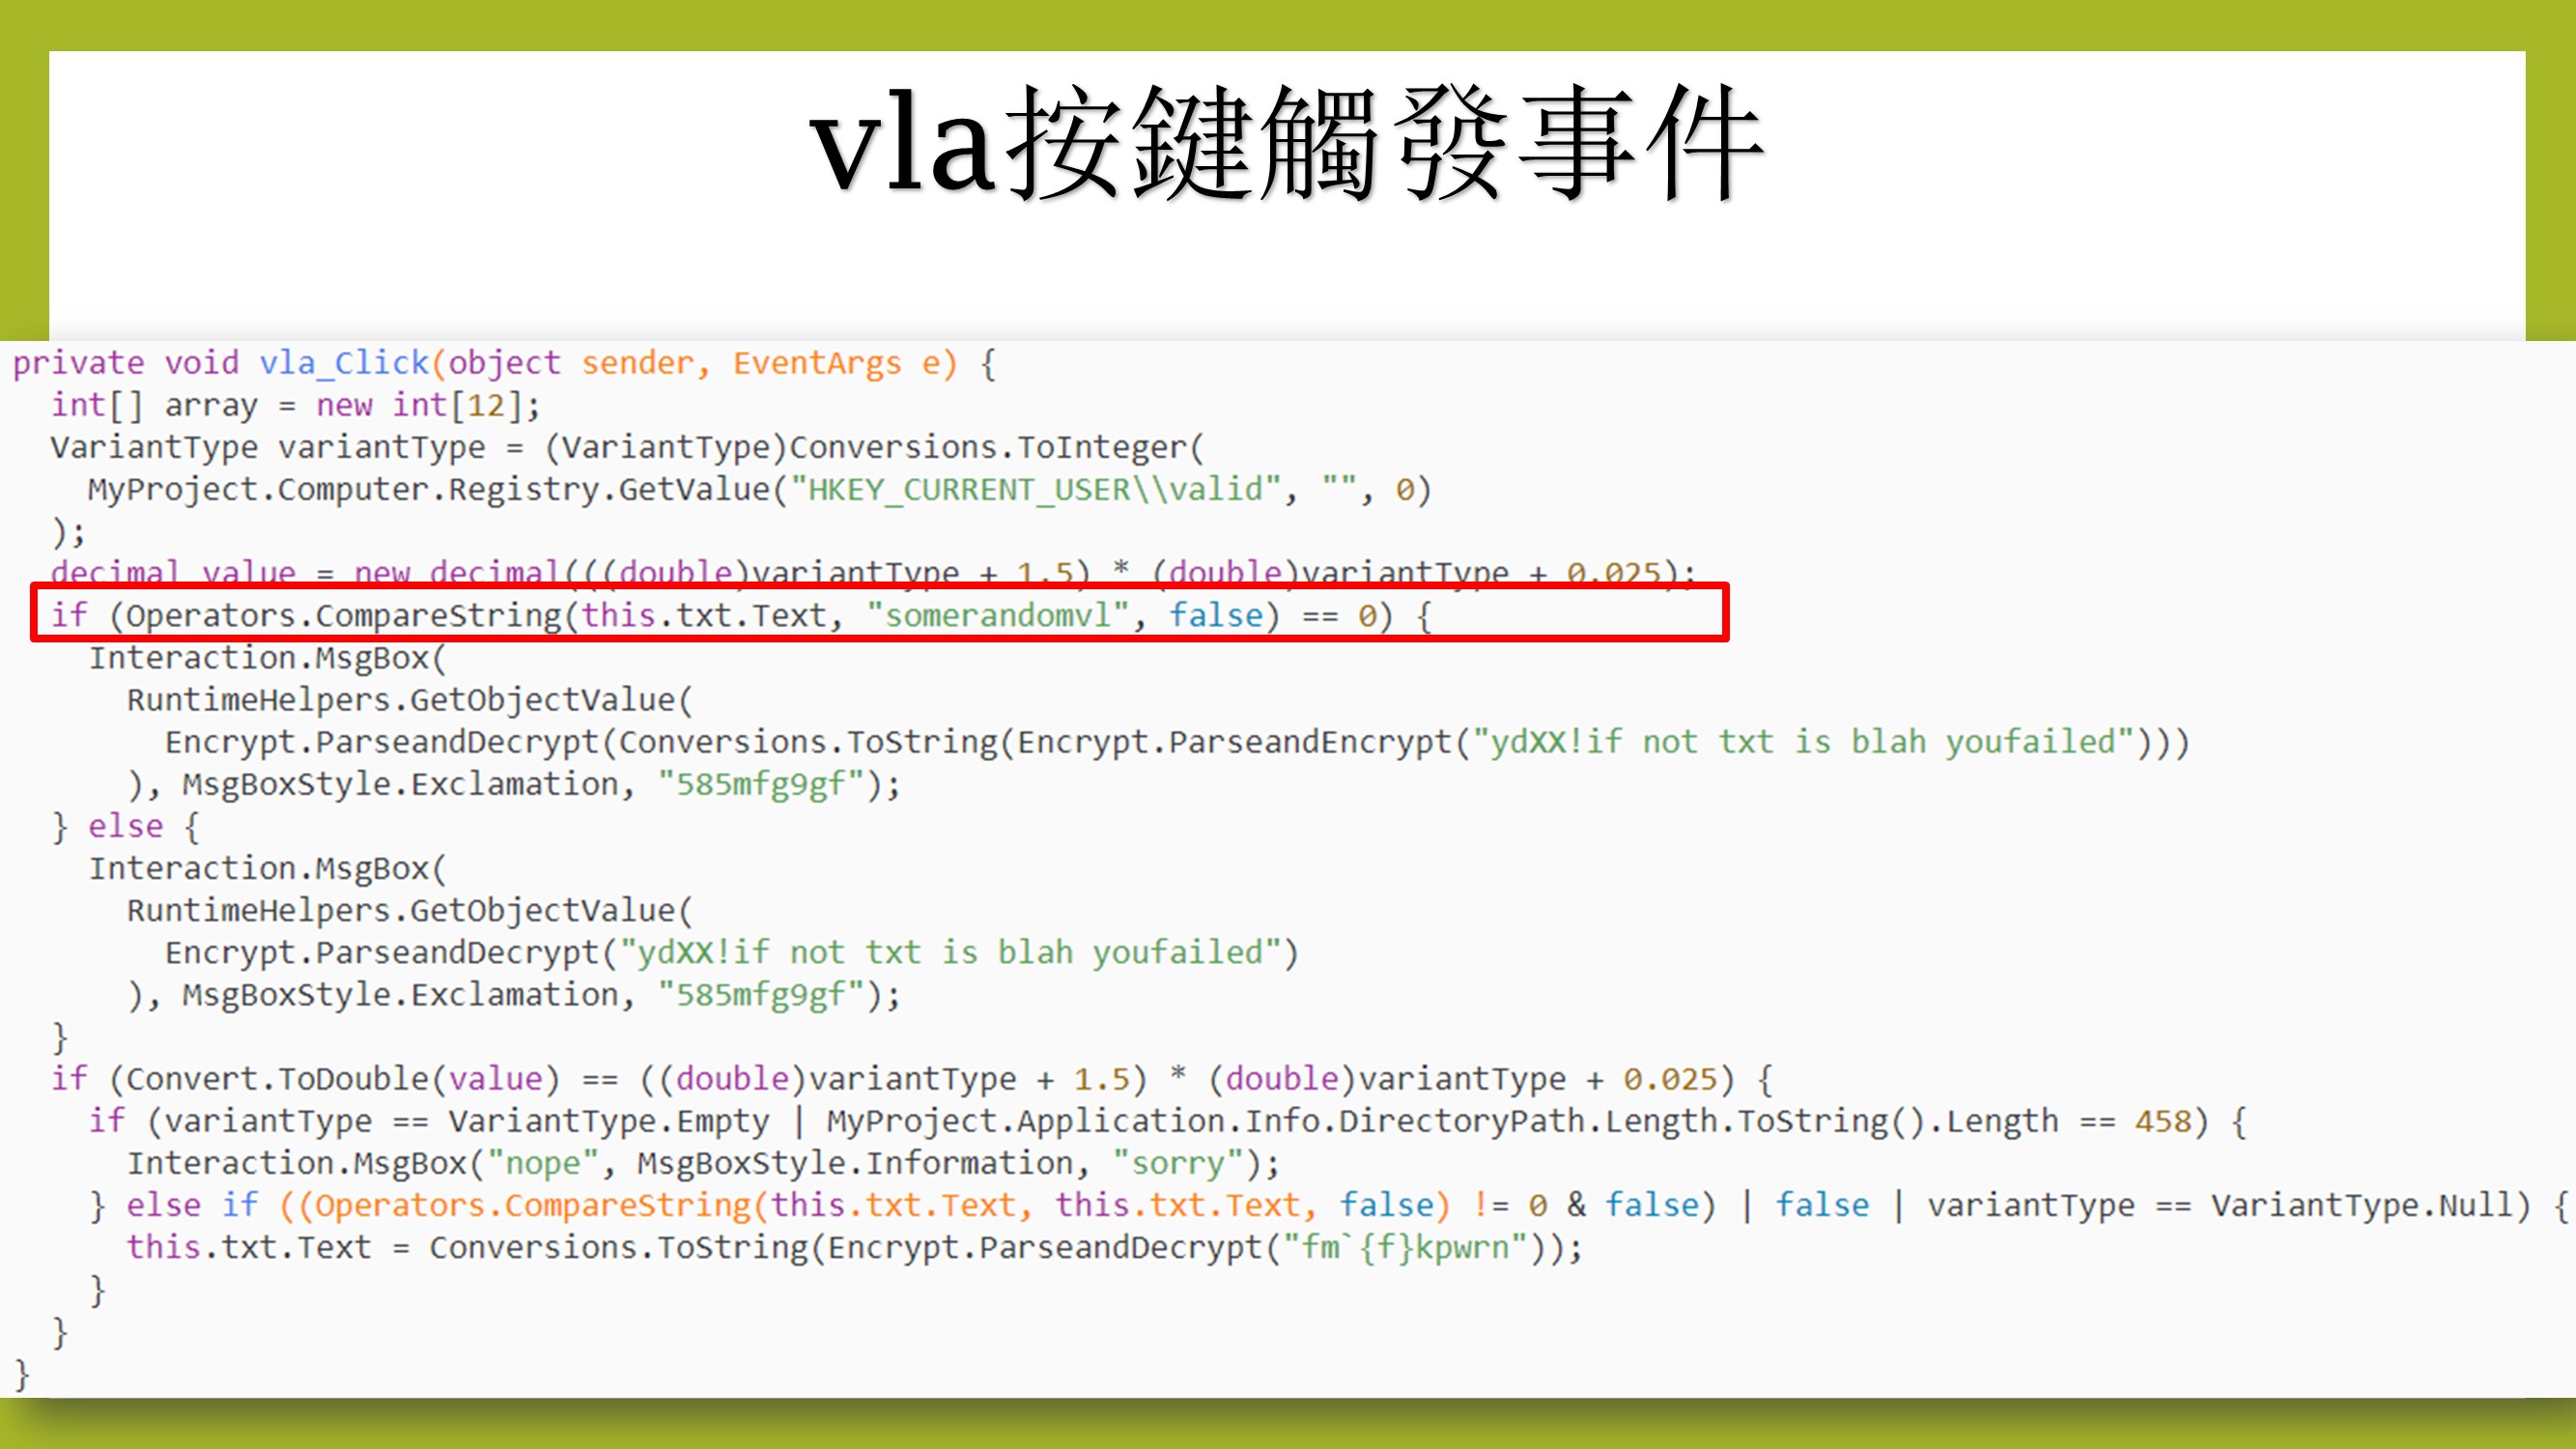 vla按鍵觸發事件
private void vla_Click(object sender, EventArgs e) {
  int[] array = new int[12];
  VariantType variantType = (VariantType)Conversions.ToInteger(
    MyProject.Computer.Registry.GetValue("HKEY_CURRENT_USER\\valid", "", 0)
  );
  decimal value = new decimal(((double)variantType + 1.5) * (double)variantType + 0.025);
  if (Operators.CompareString(this.txt.Text, "somerandomvl", false) == 0) {
    Interaction.MsgBox(
      RuntimeHelpers.GetObjectValue(
        Encrypt.ParseandDecrypt(Conversions.ToString(Encrypt.ParseandEncrypt("ydXX!if not txt is blah youfailed")))
      ), MsgBoxStyle.Exclamation, "585mfg9gf");
  } else {
    Interaction.MsgBox(
      RuntimeHelpers.GetObjectValue(
        Encrypt.ParseandDecrypt("ydXX!if not txt is blah youfailed")
      ), MsgBoxStyle.Exclamation, "585mfg9gf");
  }
  if (Convert.ToDouble(value) == ((double)variantType + 1.5) * (double)variantType + 0.025) {
    if (variantType == VariantType.Empty | MyProject.Application.Info.DirectoryPath.Length.ToString().Length == 458) {
      Interaction.MsgBox("nope", MsgBoxStyle.Information, "sorry");
    } else if ((Operators.CompareString(this.txt.Text, this.txt.Text, false) != 0 & false) | false | variantType == VariantType.Null) {
      this.txt.Text = Conversions.ToString(Encrypt.ParseandDecrypt("fm`{f}kpwrn"));
    }
  }
}